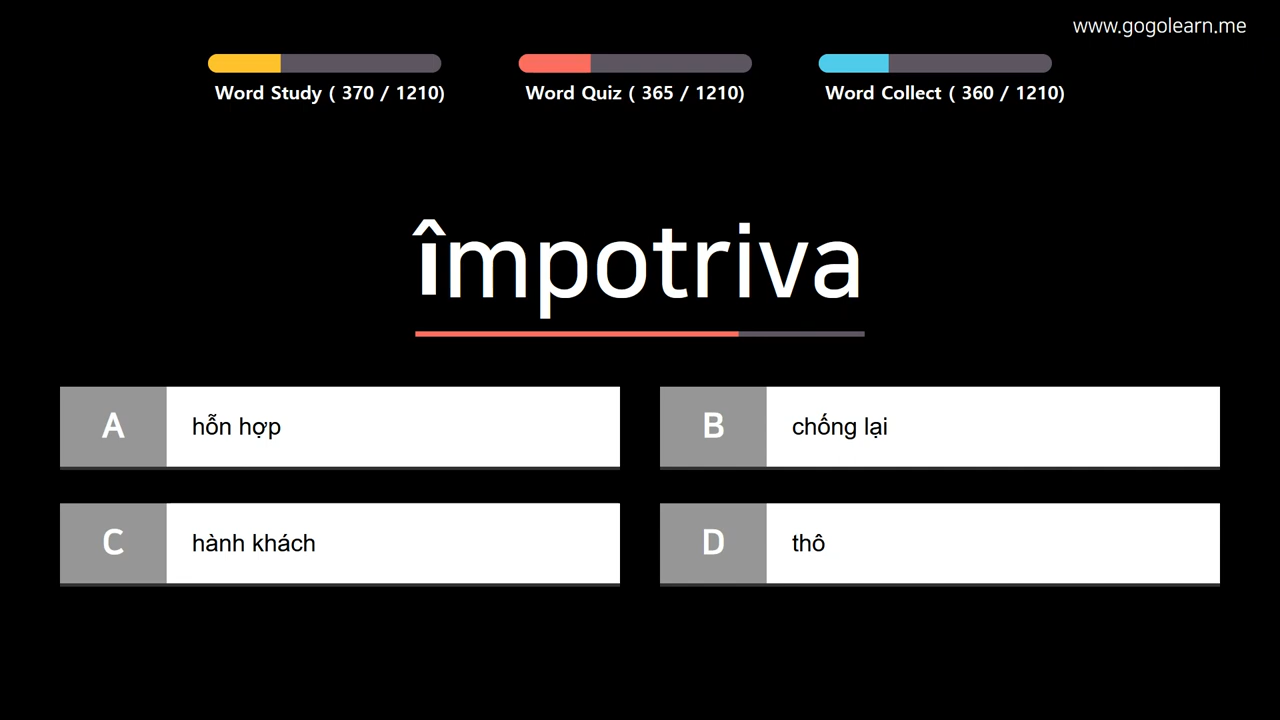 www.gogolearn.me
Word Study ( 370 / 1210)
Word Quiz ( 365 / 1210)
Word Collect ( 360 / 1210)
împotriva
A hỗn hợp
B chống lại
C hành khách
D thô